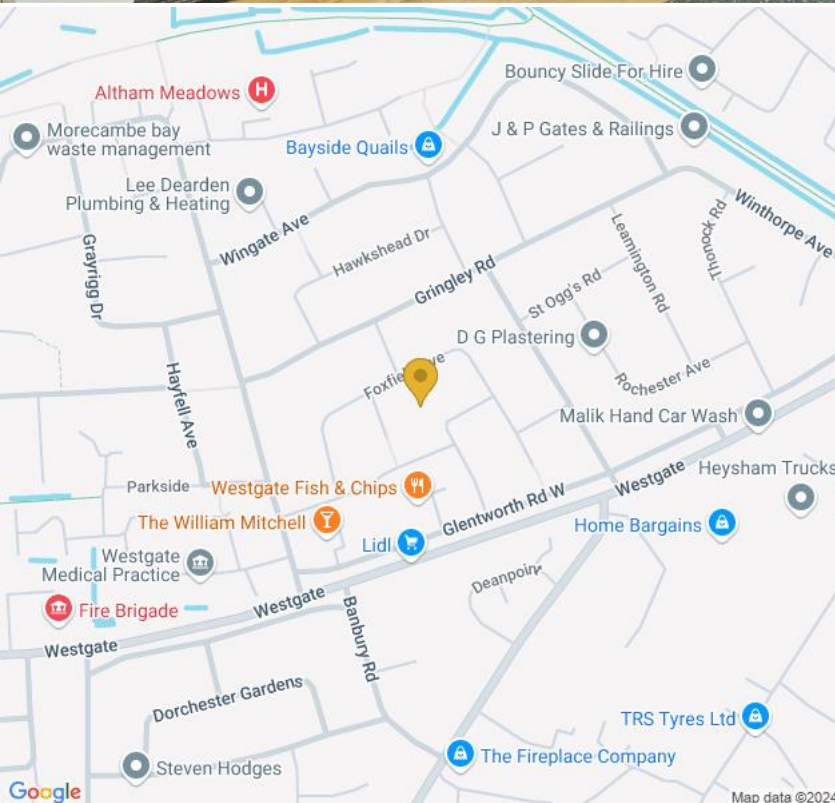 Bouncy Slide For Hire
Altham Meadows
H
J & P Gates & Railings
Morecambe bay
waste management
Bayside Quails
Lee Dearden
Plumbing & Heating
Winthorpe Ave
Wingate Ave
Hawkshead Dr
Leamington Rd
Thonock Rd
Grayrigg Dr
Gringley Rd
St Ogg's Rd
D G Plastering
Hayfell Ave
Rochester Ave
Malik Hand Car Wash
Westgate
Heysham Trucks
Parkside
Westgate Fish & Chips
Glentworth Rd W
The William Mitchell
Home Bargains
Lidl
Westgate
Medical Practice
Fire Brigade
Westgate
Westgate
Banbury Rd
Dorchester Gardens
TRS Tyres Ltd
The Fireplace Company
Steven Hodges
Google
Map data ©2024